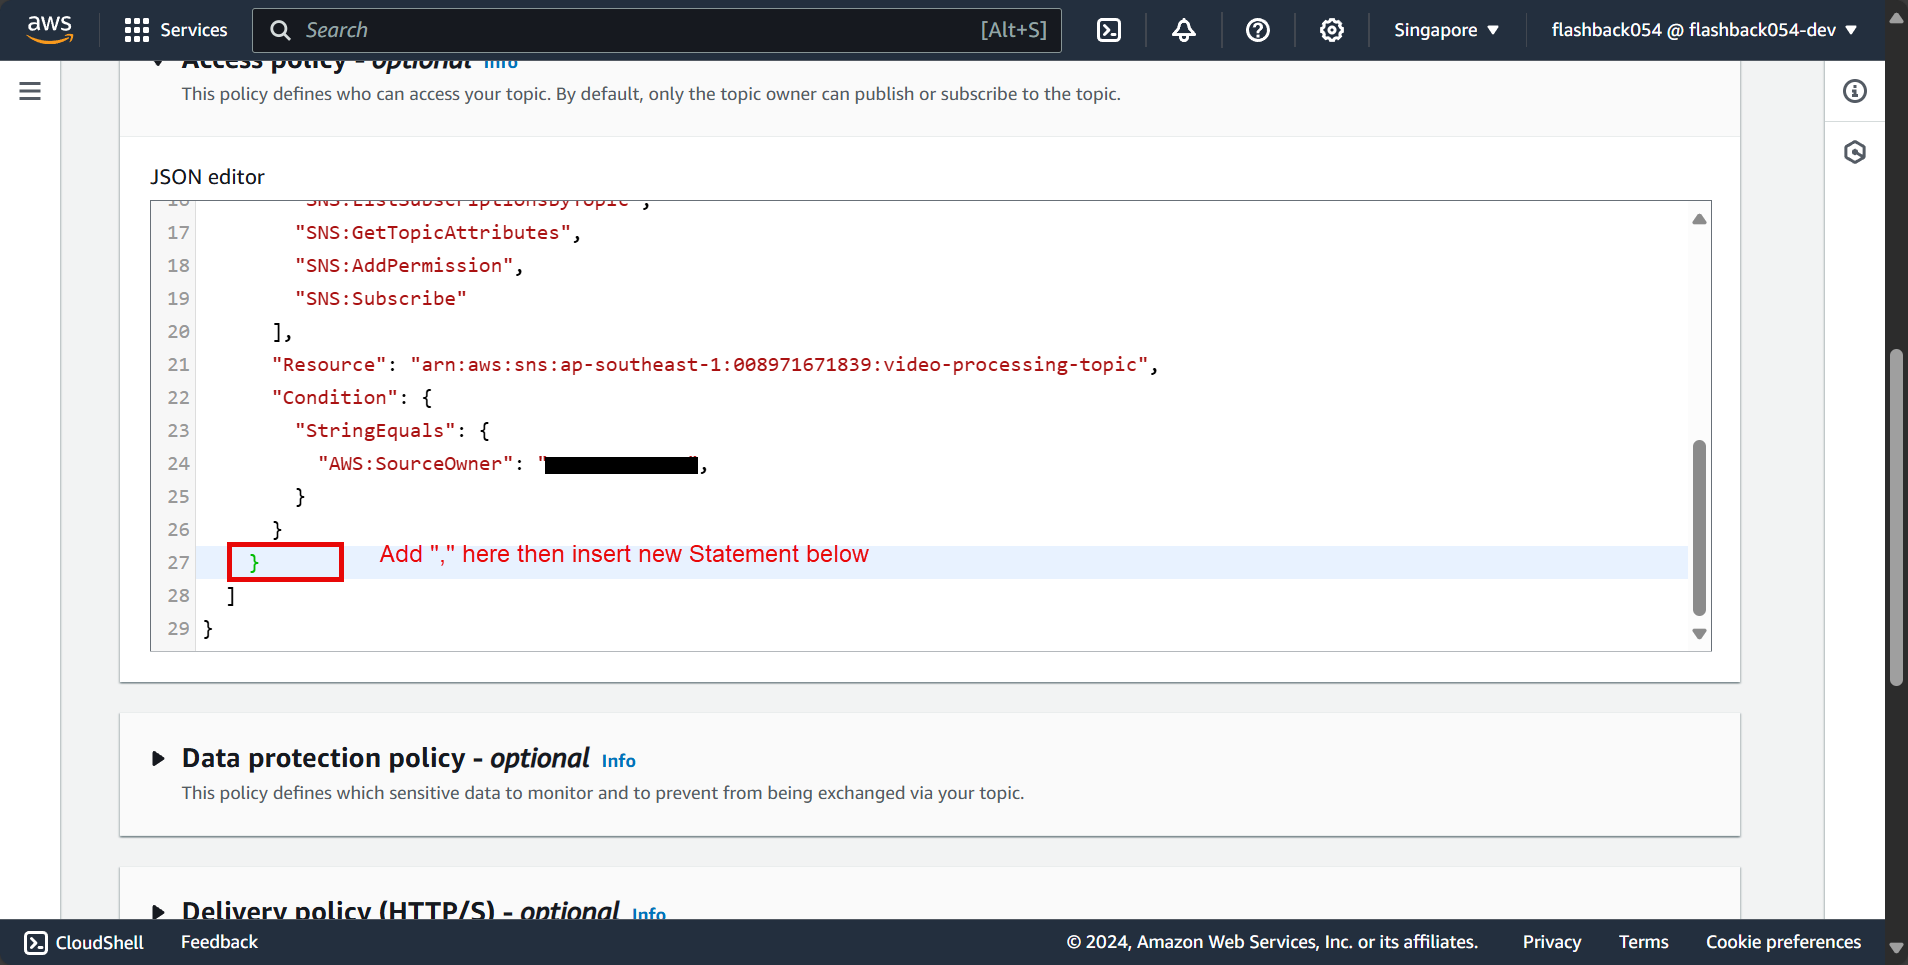 aws
Services
Search
[Alt+S]
Singapore ▼
flashback054 @ flashback054-dev ▼
Access policy - optional Info
This policy defines who can access your topic. By default, only the topic owner can publish or subscribe to the topic.
JSON editor
16 "SNS:ListSubscriptionsByTopic",
17 "SNS:GetTopicAttributes",
18 "SNS:AddPermission",
19 "SNS:Subscribe"
20 ],
21 "Resource": "arn:aws:sns:ap-southeast-1:008971671839:video-processing-topic",
22 "Condition": {
23 "StringEquals": {
24 "AWS:SourceOwner": "",
25 }
26 }
27 } Add "," here then insert new Statement below
28 ]
29 }
Data protection policy - optional Info
This policy defines which sensitive data to monitor and to prevent from being exchanged via your topic.
Delivery policy (HTTP/S) - optional Info
CloudShell
Feedback
© 2024, Amazon Web Services, Inc. or its affiliates.
Privacy
Terms
Cookie preferences